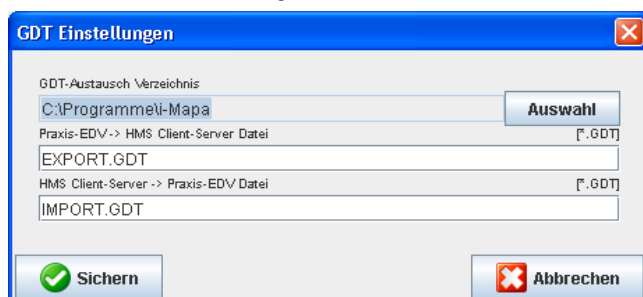 GDT Einstellungen
GDT-Austausch Verzeichnis
C:\Programme\i-Mapa
Auswahl
Praxis-EDV-> HMS Client-Server Datei [*.GDT]
EXPORT.GDT
HMS Client-Server -> Praxis-EDV Datei [*.GDT]
IMPORT.GDT
Sichern Abbrechen